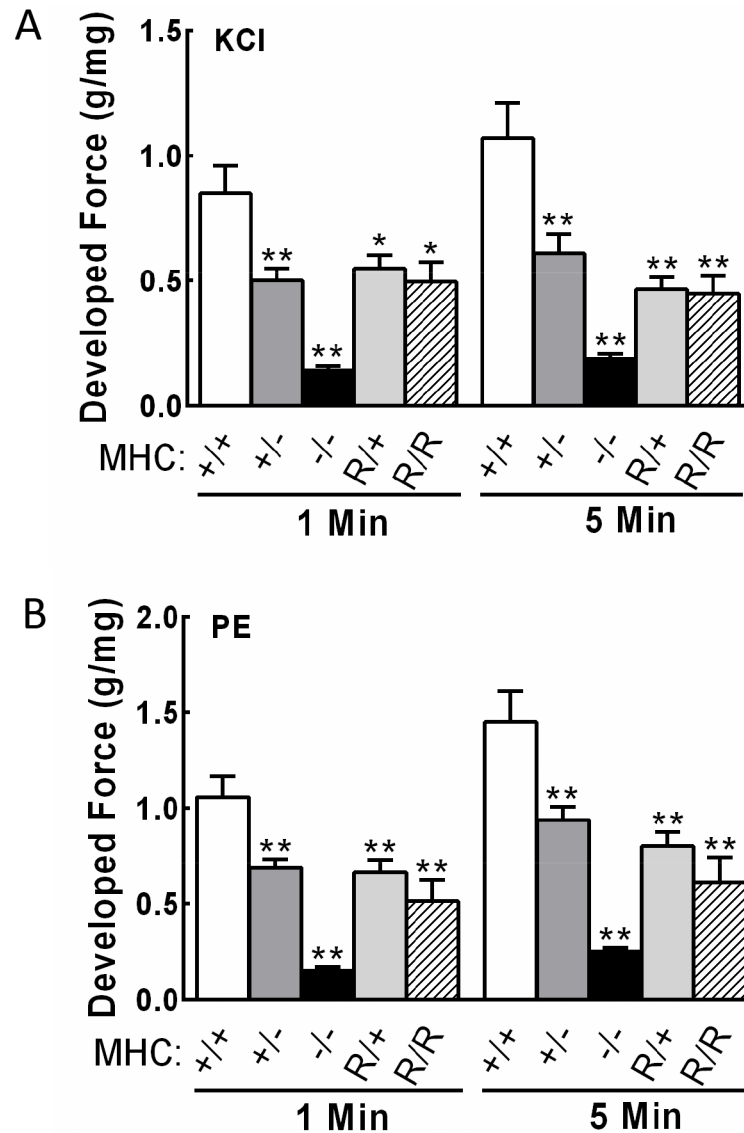 A
KCl
Developed Force (g/mg)
1.5
1.0
0.5
0.0
** ** * * ** ** ** **
MHC: +/+ +/- -/- R/+ R/R +/+ +/- -/- R/+ R/R
1 Min 5 Min
B
PE
Developed Force (g/mg)
2.0
1.5
1.0
0.5
0.0
** ** ** ** ** ** ** **
MHC: +/+ +/- -/- R/+ R/R +/+ +/- -/- R/+ R/R
1 Min 5 Min